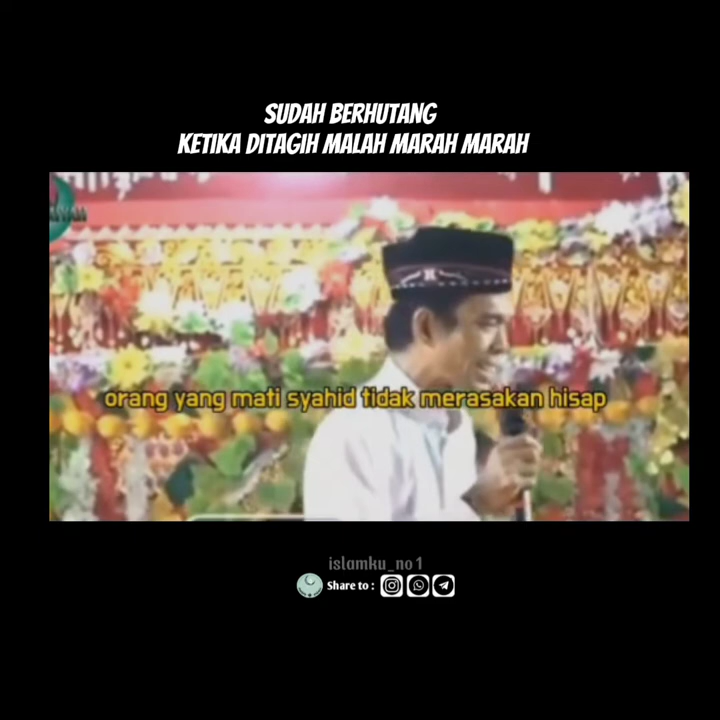 SUDAH BERHUTANG
KETIKA DITAGIH MALAH MARAH MARAH
orang yang mati syahid tidak merasakan hisap
islamku_no1
Share to :